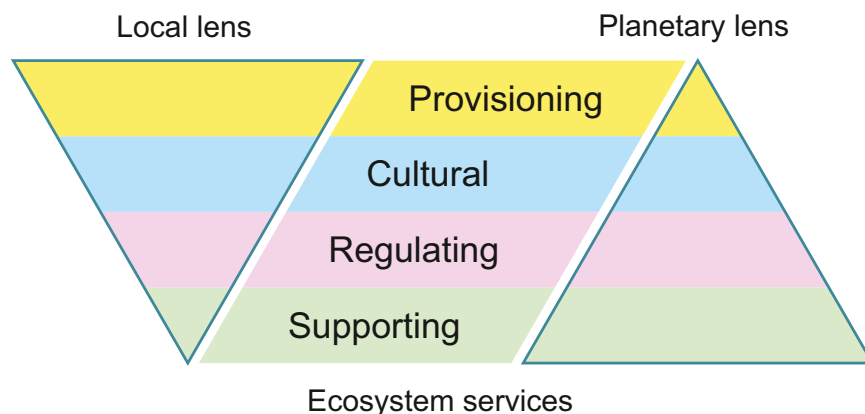 Local lens
Planetary lens
Provisioning
Cultural
Regulating
Supporting
Ecosystem services